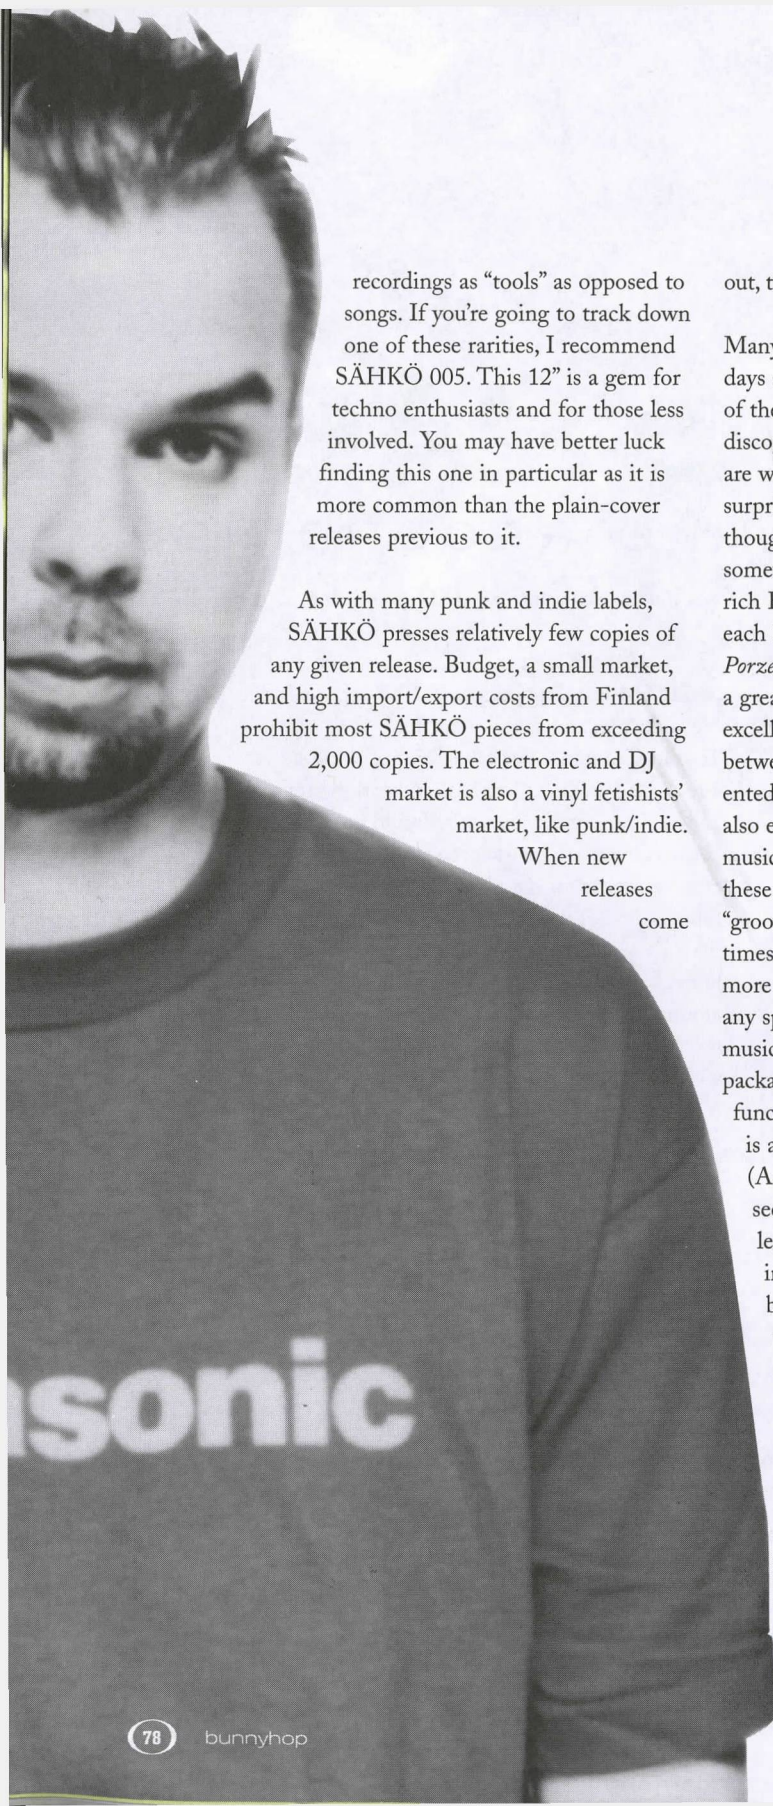 recordings as “tools” as opposed to
songs. If you’re going to track down
one of these rarities, I recommend
SÄHKÖ 005. This 12” is a gem for
techno enthusiasts and for those less
involved. You may have better luck
finding this one in particular as it is
more common than the plain-cover
releases previous to it.
As with many punk and indie labels,
SÄHKÖ presses relatively few copies of
any given release. Budget, a small market,
and high import/export costs from Finland
prohibit most SÄHKÖ pieces from exceeding
2,000 copies. The electronic and DJ
market is also a vinyl fetishists’
market, like punk/indie.
When new
releases
come
out,
Many
days
of
are
some
rich
each
a
also
these
times
more
any
is
(A
sonic
78 bunnyhop